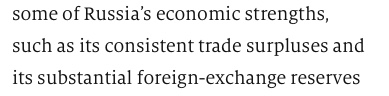 some of Russia’s economic strengths,
such as its consistent trade surpluses and
its substantial foreign-exchange reserves